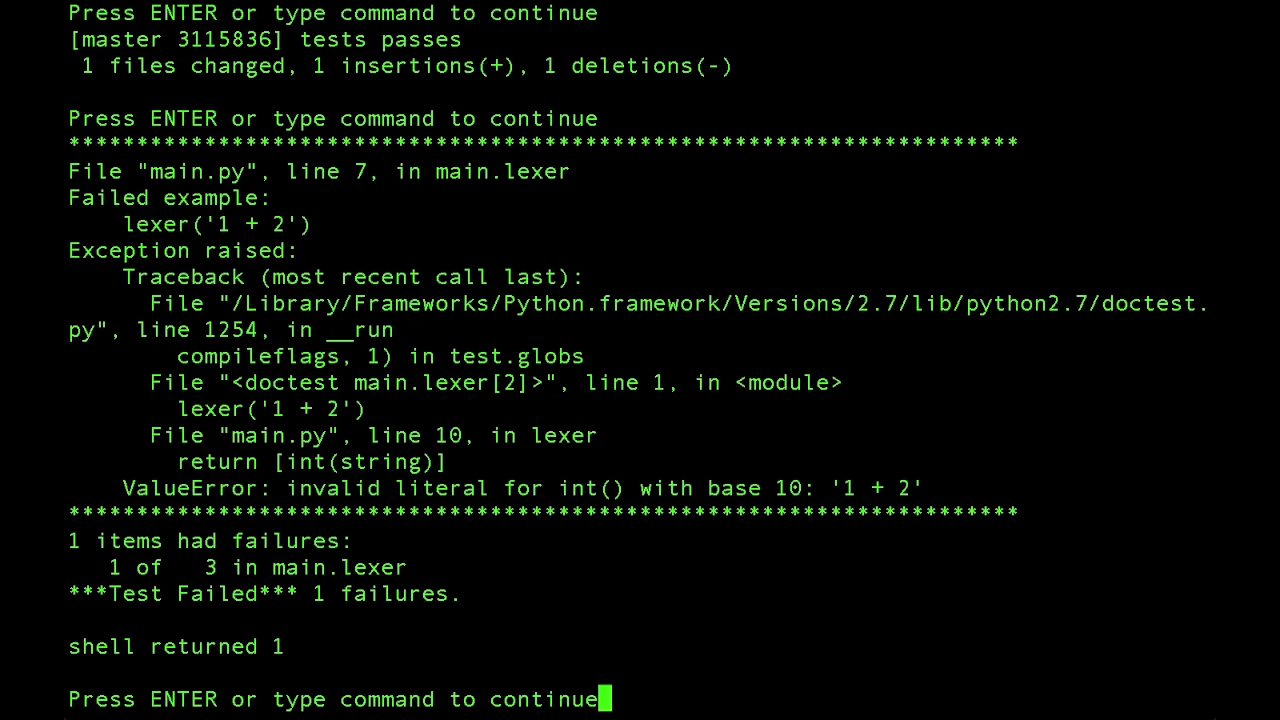 Press ENTER or type command to continue
[master 3115836] tests passes
 1 files changed, 1 insertions(+), 1 deletions(-)

Press ENTER or type command to continue
**********************************************************************
File "main.py", line 7, in main.lexer
Failed example:
    lexer('1 + 2')
Exception raised:
    Traceback (most recent call last):
      File "/Library/Frameworks/Python.framework/Versions/2.7/lib/python2.7/doctest.
py", line 1254, in __run
        compileflags, 1) in test.globs
      File "<doctest main.lexer[2]>", line 1, in <module>
        lexer('1 + 2')
      File "main.py", line 10, in lexer
        return [int(string)]
    ValueError: invalid literal for int() with base 10: '1 + 2'
**********************************************************************
1 items had failures:
   1 of   3 in main.lexer
***Test Failed*** 1 failures.

shell returned 1

Press ENTER or type command to continue